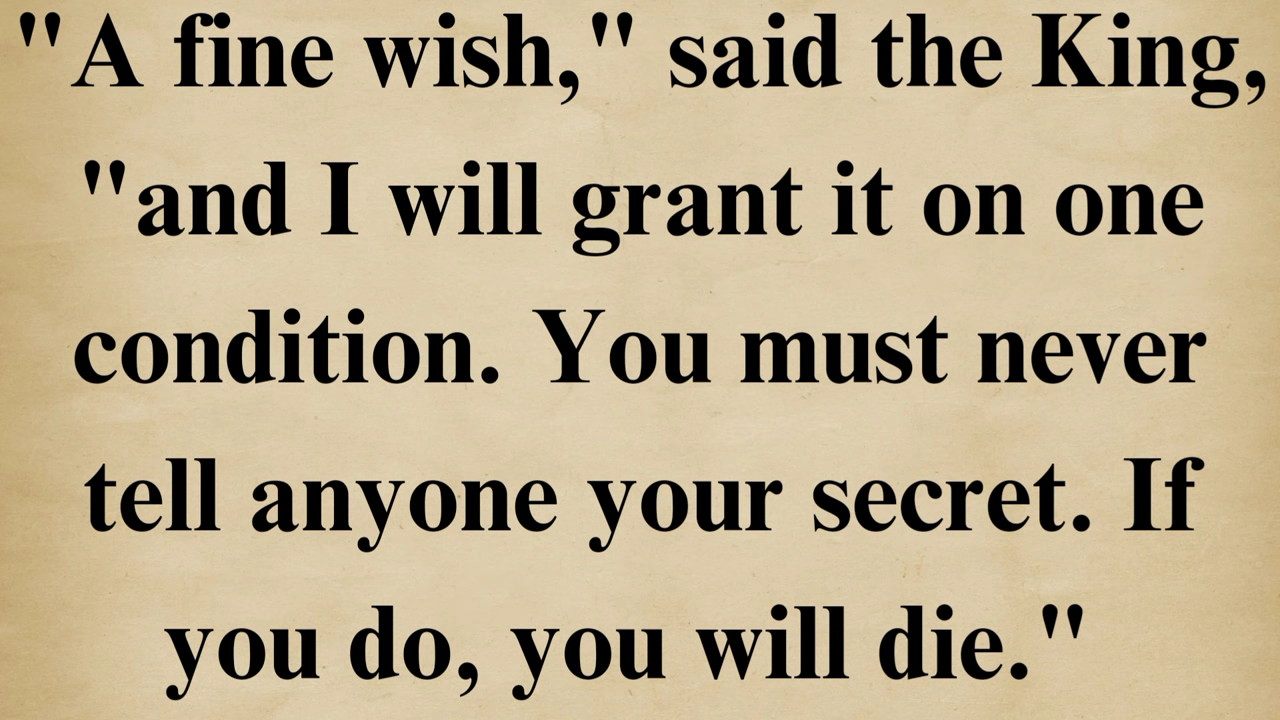 "A fine wish," said the King,
"and I will grant it on one
condition. You must never
tell anyone your secret. If
you do, you will die."